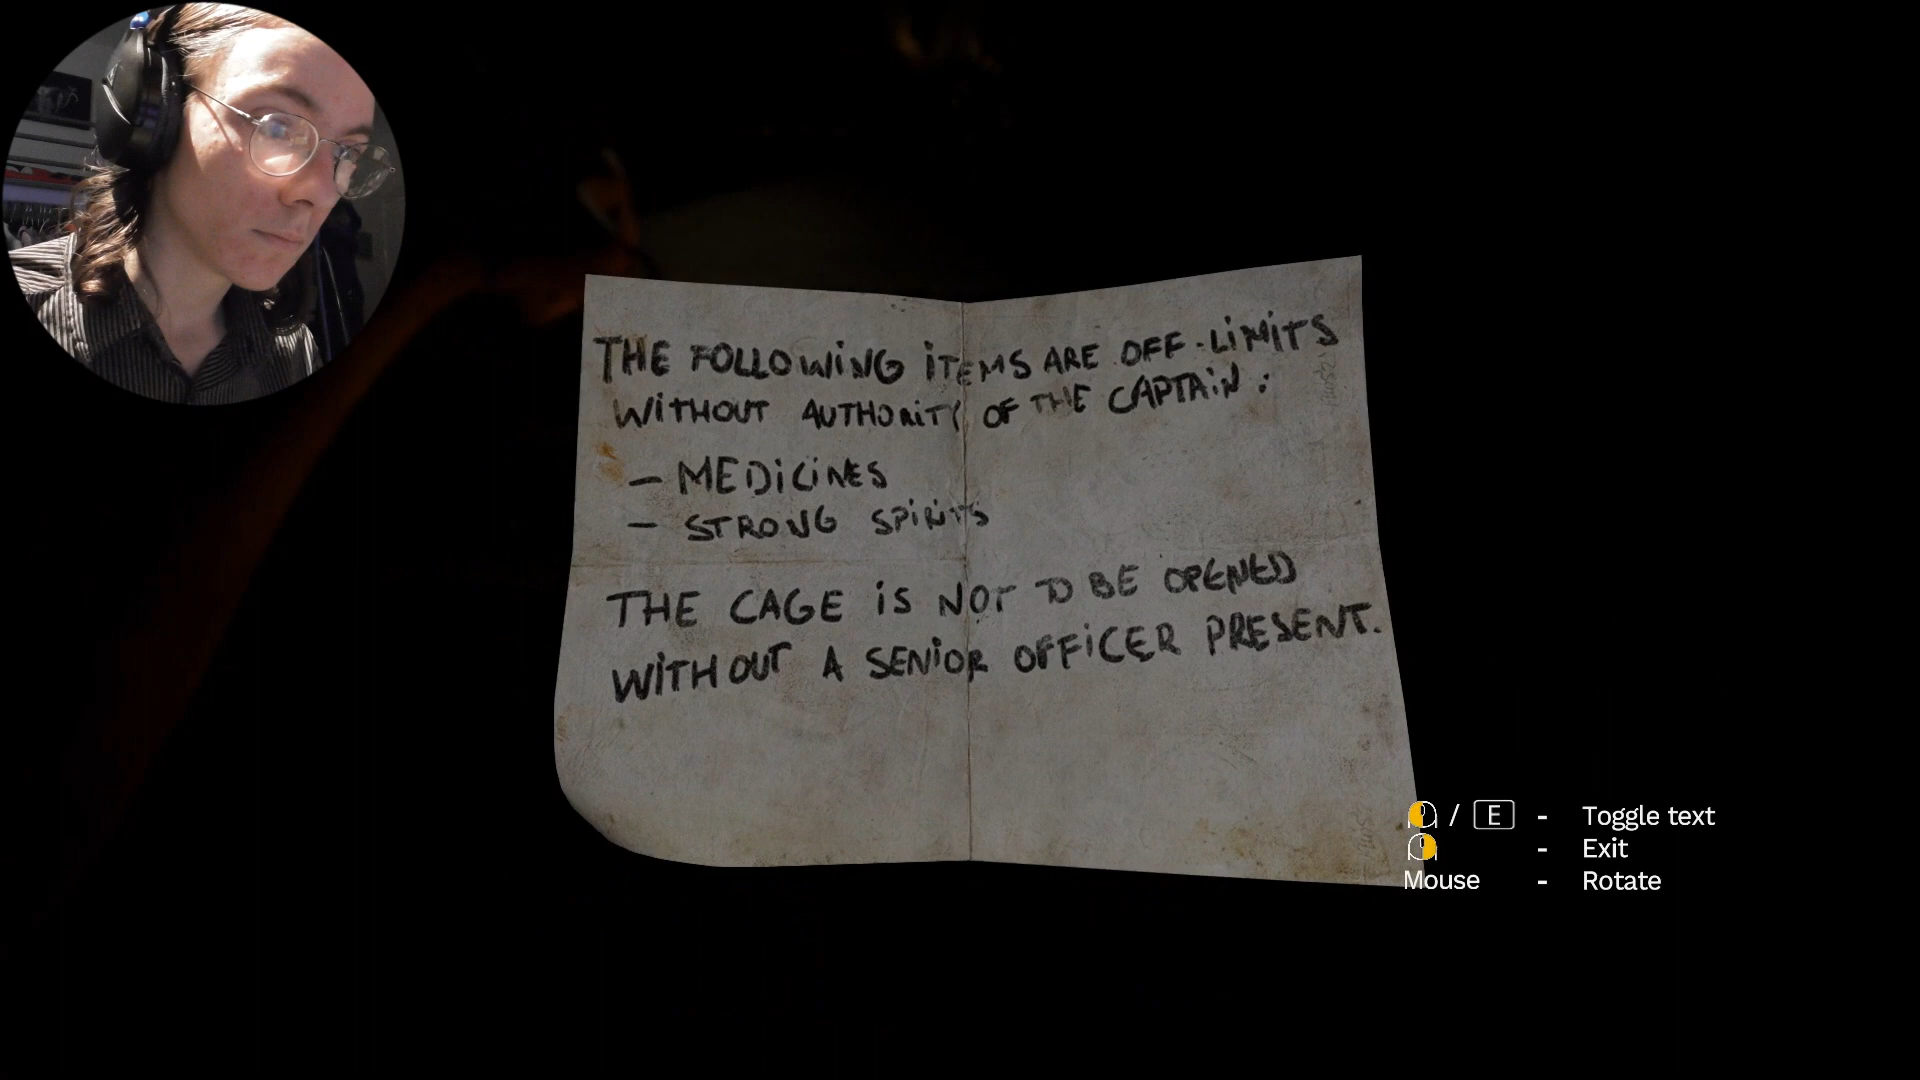 THE FOLLOWING ITEMS ARE OFF-LIMITS
WITHOUT AUTHORITY OF THE CAPTAIN:
- MEDICINES
- STRONG SPIRITS
THE CAGE IS NOT TO BE OPENED
WITHOUT A SENIOR OFFICER PRESENT.
/ E - Toggle text
- Exit
Mouse - Rotate